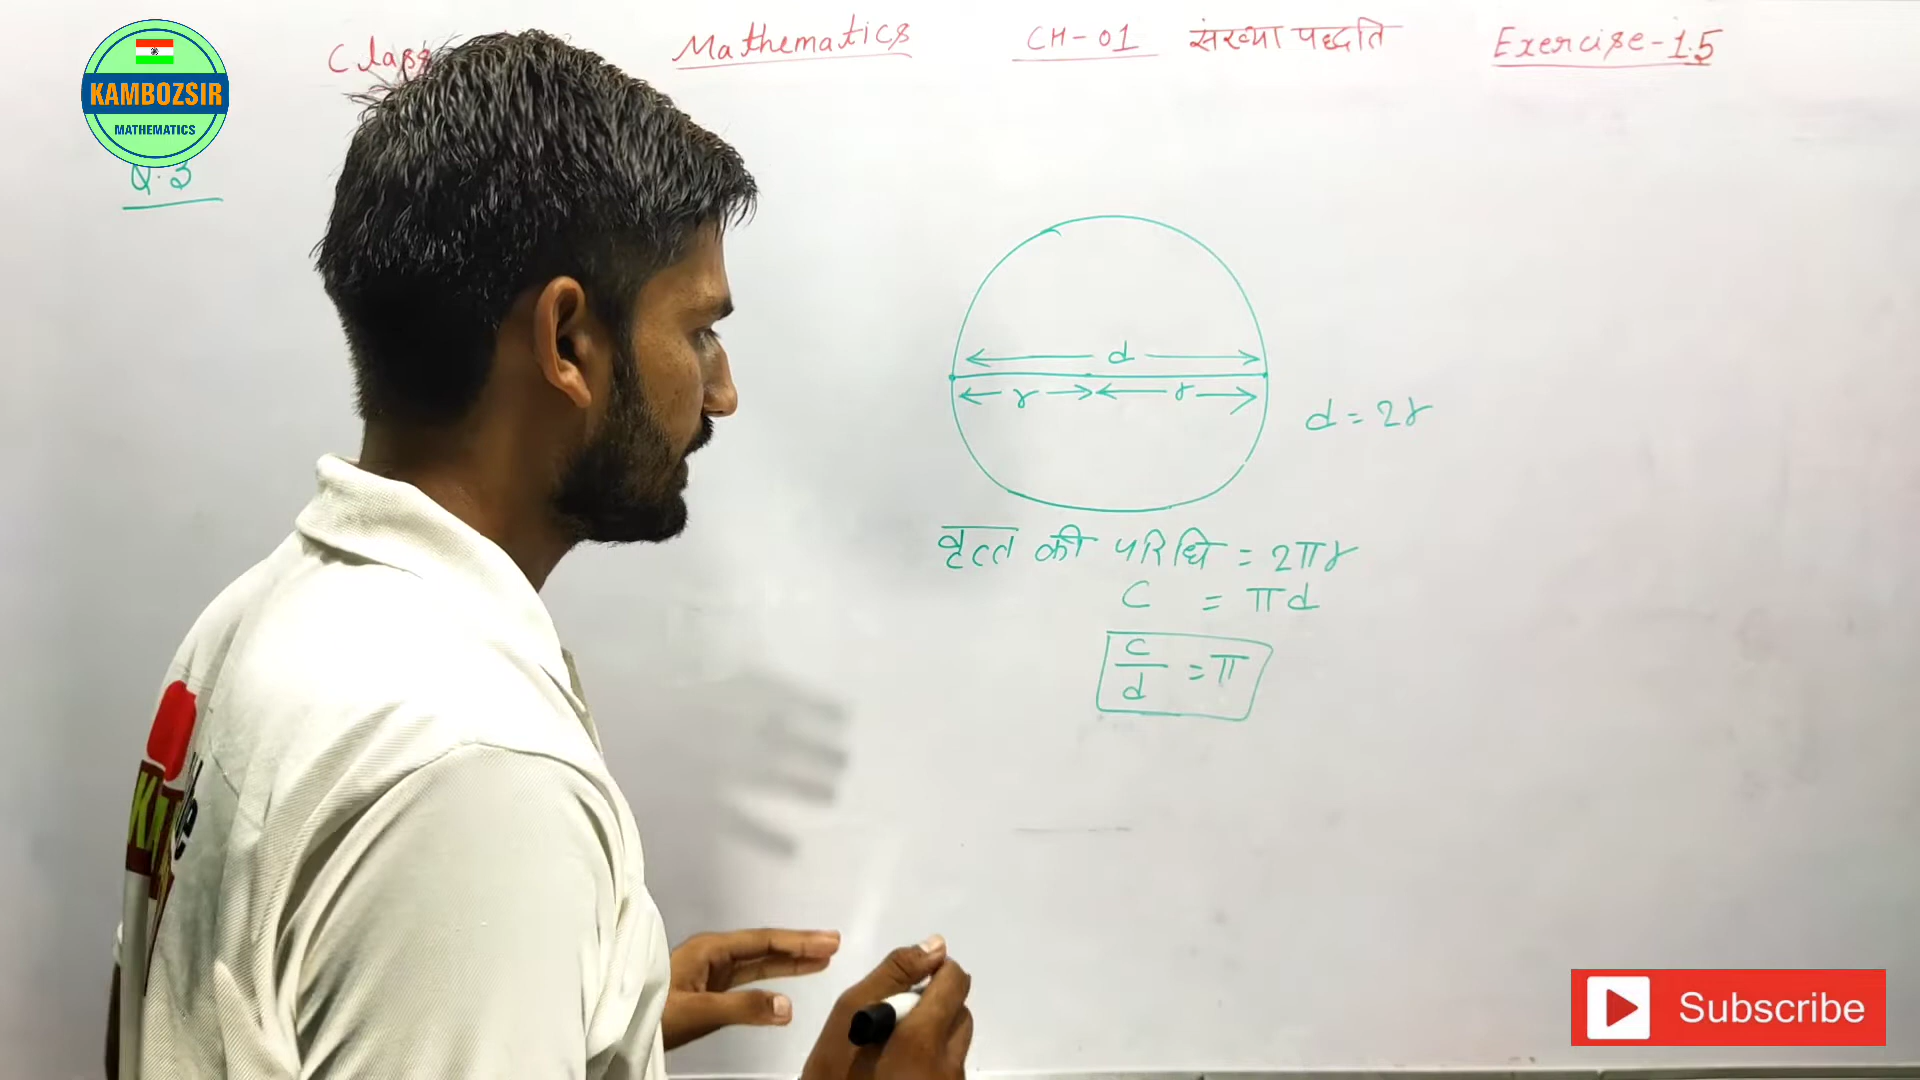 Class Mathematics CH-01 संख्या पद्धति Exercise-1.5
KAMBOZSIR
MATHEMATICS
Q.3
d
r r
d = 2r
वृत्त की परिधि = 2πr
C = πd
C/d = π
Subscribe